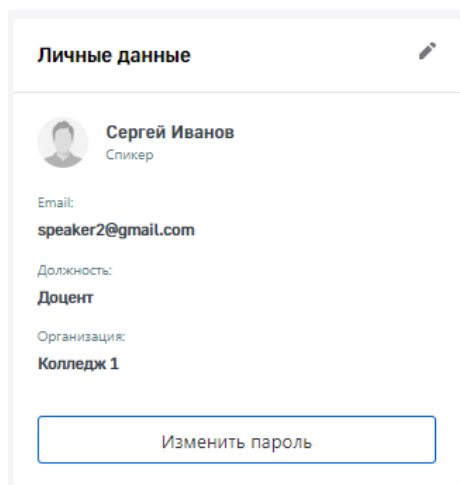 Личные данные
Сергей Иванов
Спикер
Email:
speaker2@gmail.com
Должность:
Доцент
Организация:
Колледж 1
Изменить пароль